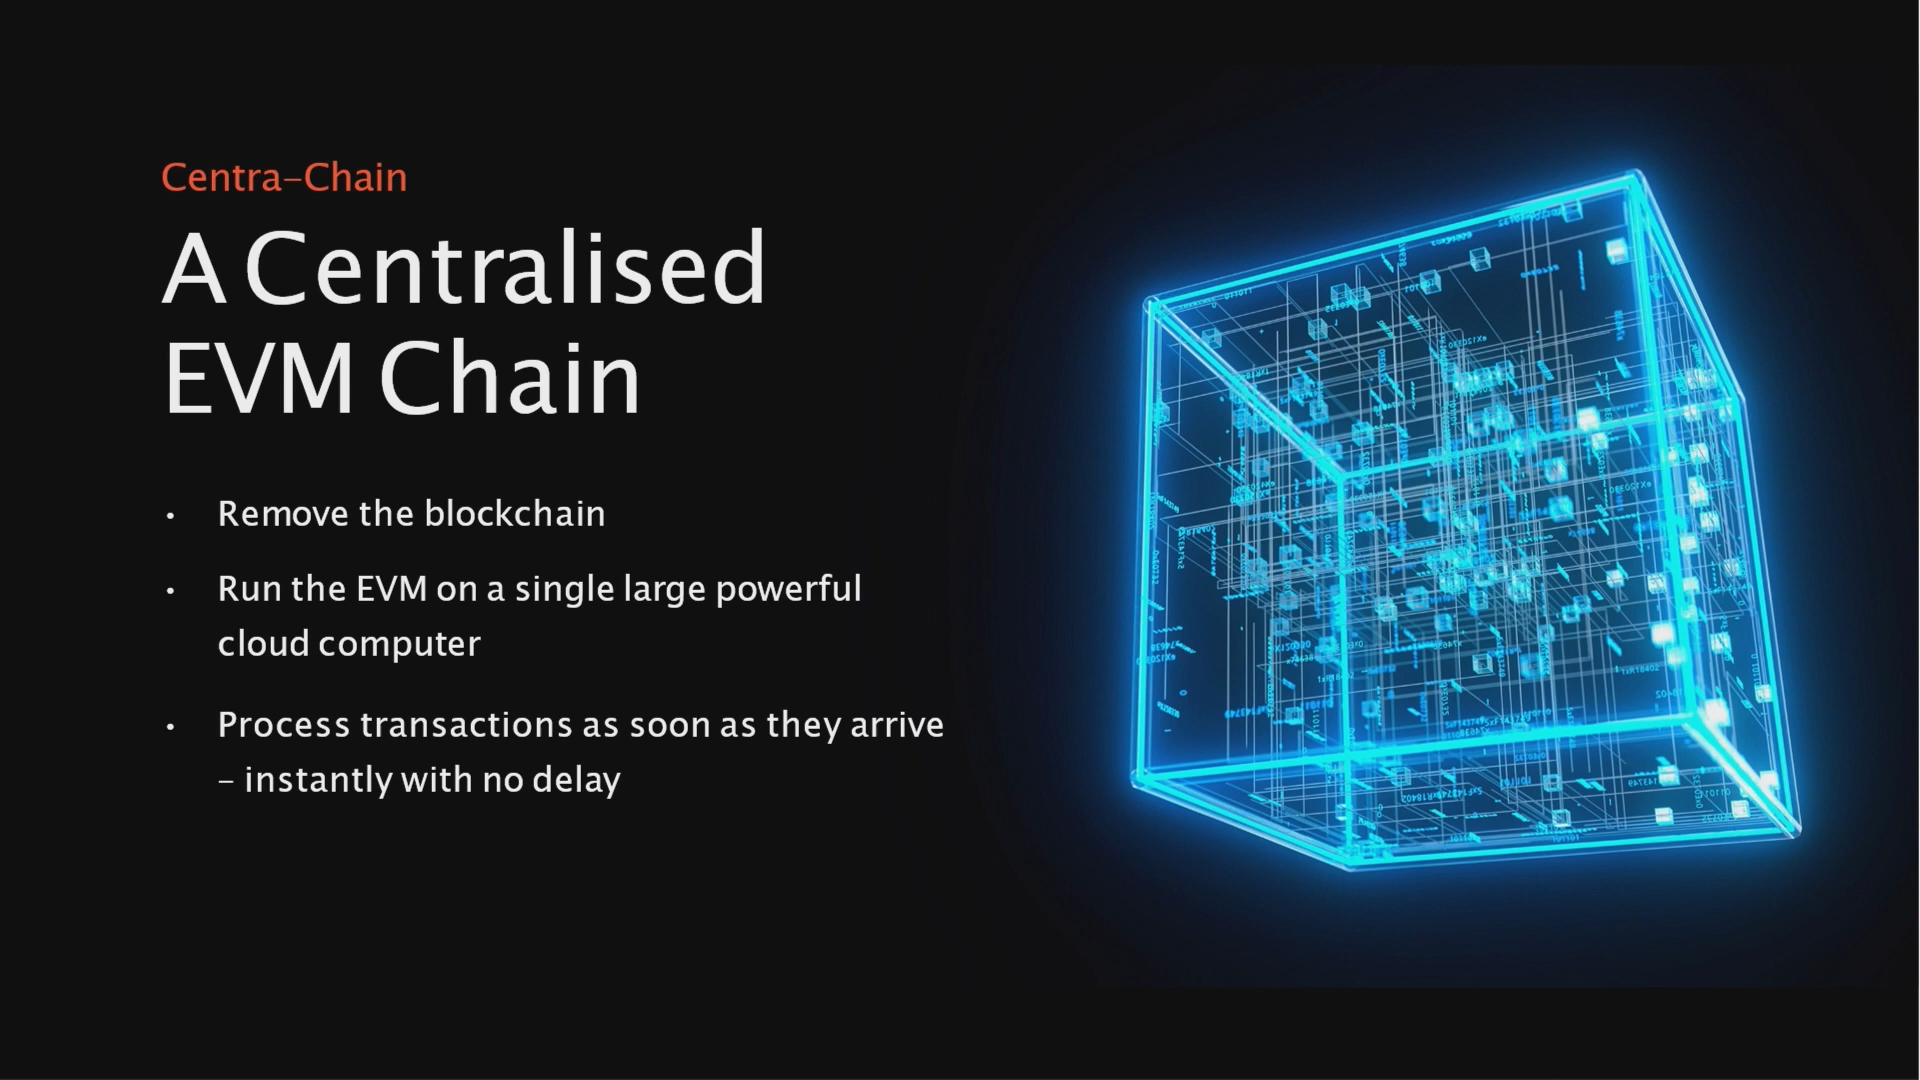 Centra–Chain
A Centralised
EVM Chain
• Remove the blockchain
• Run the EVM on a single large powerful
cloud computer
• Process transactions as soon as they arrive
– instantly with no delay